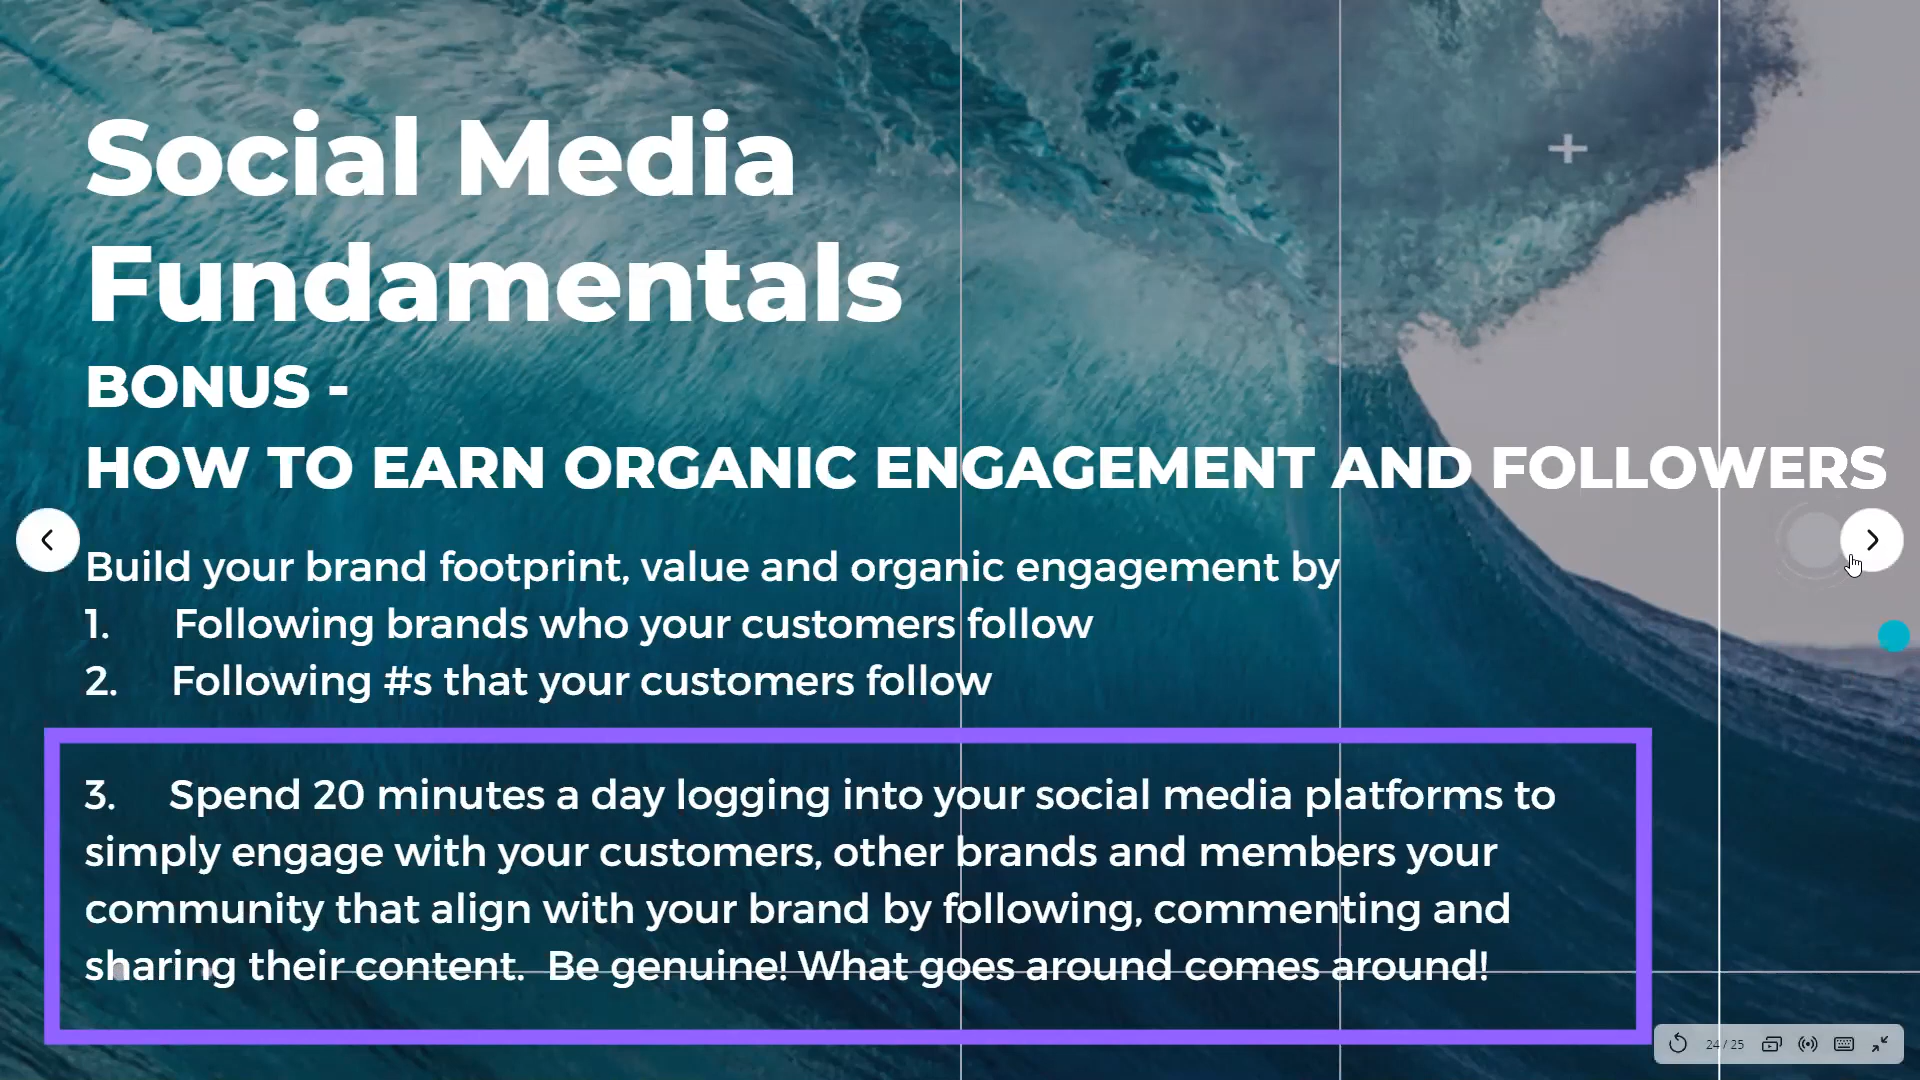 Social Media
Fundamentals
BONUS -
HOW TO EARN ORGANIC ENGAGEMENT AND FOLLOWERS
Build your brand footprint, value and organic engagement by
1. Following brands who your customers follow
2. Following #s that your customers follow
3. Spend 20 minutes a day logging into your social media platforms to
simply engage with your customers, other brands and members your
community that align with your brand by following, commenting and
sharing their content. Be genuine! What goes around comes around!
24 / 25